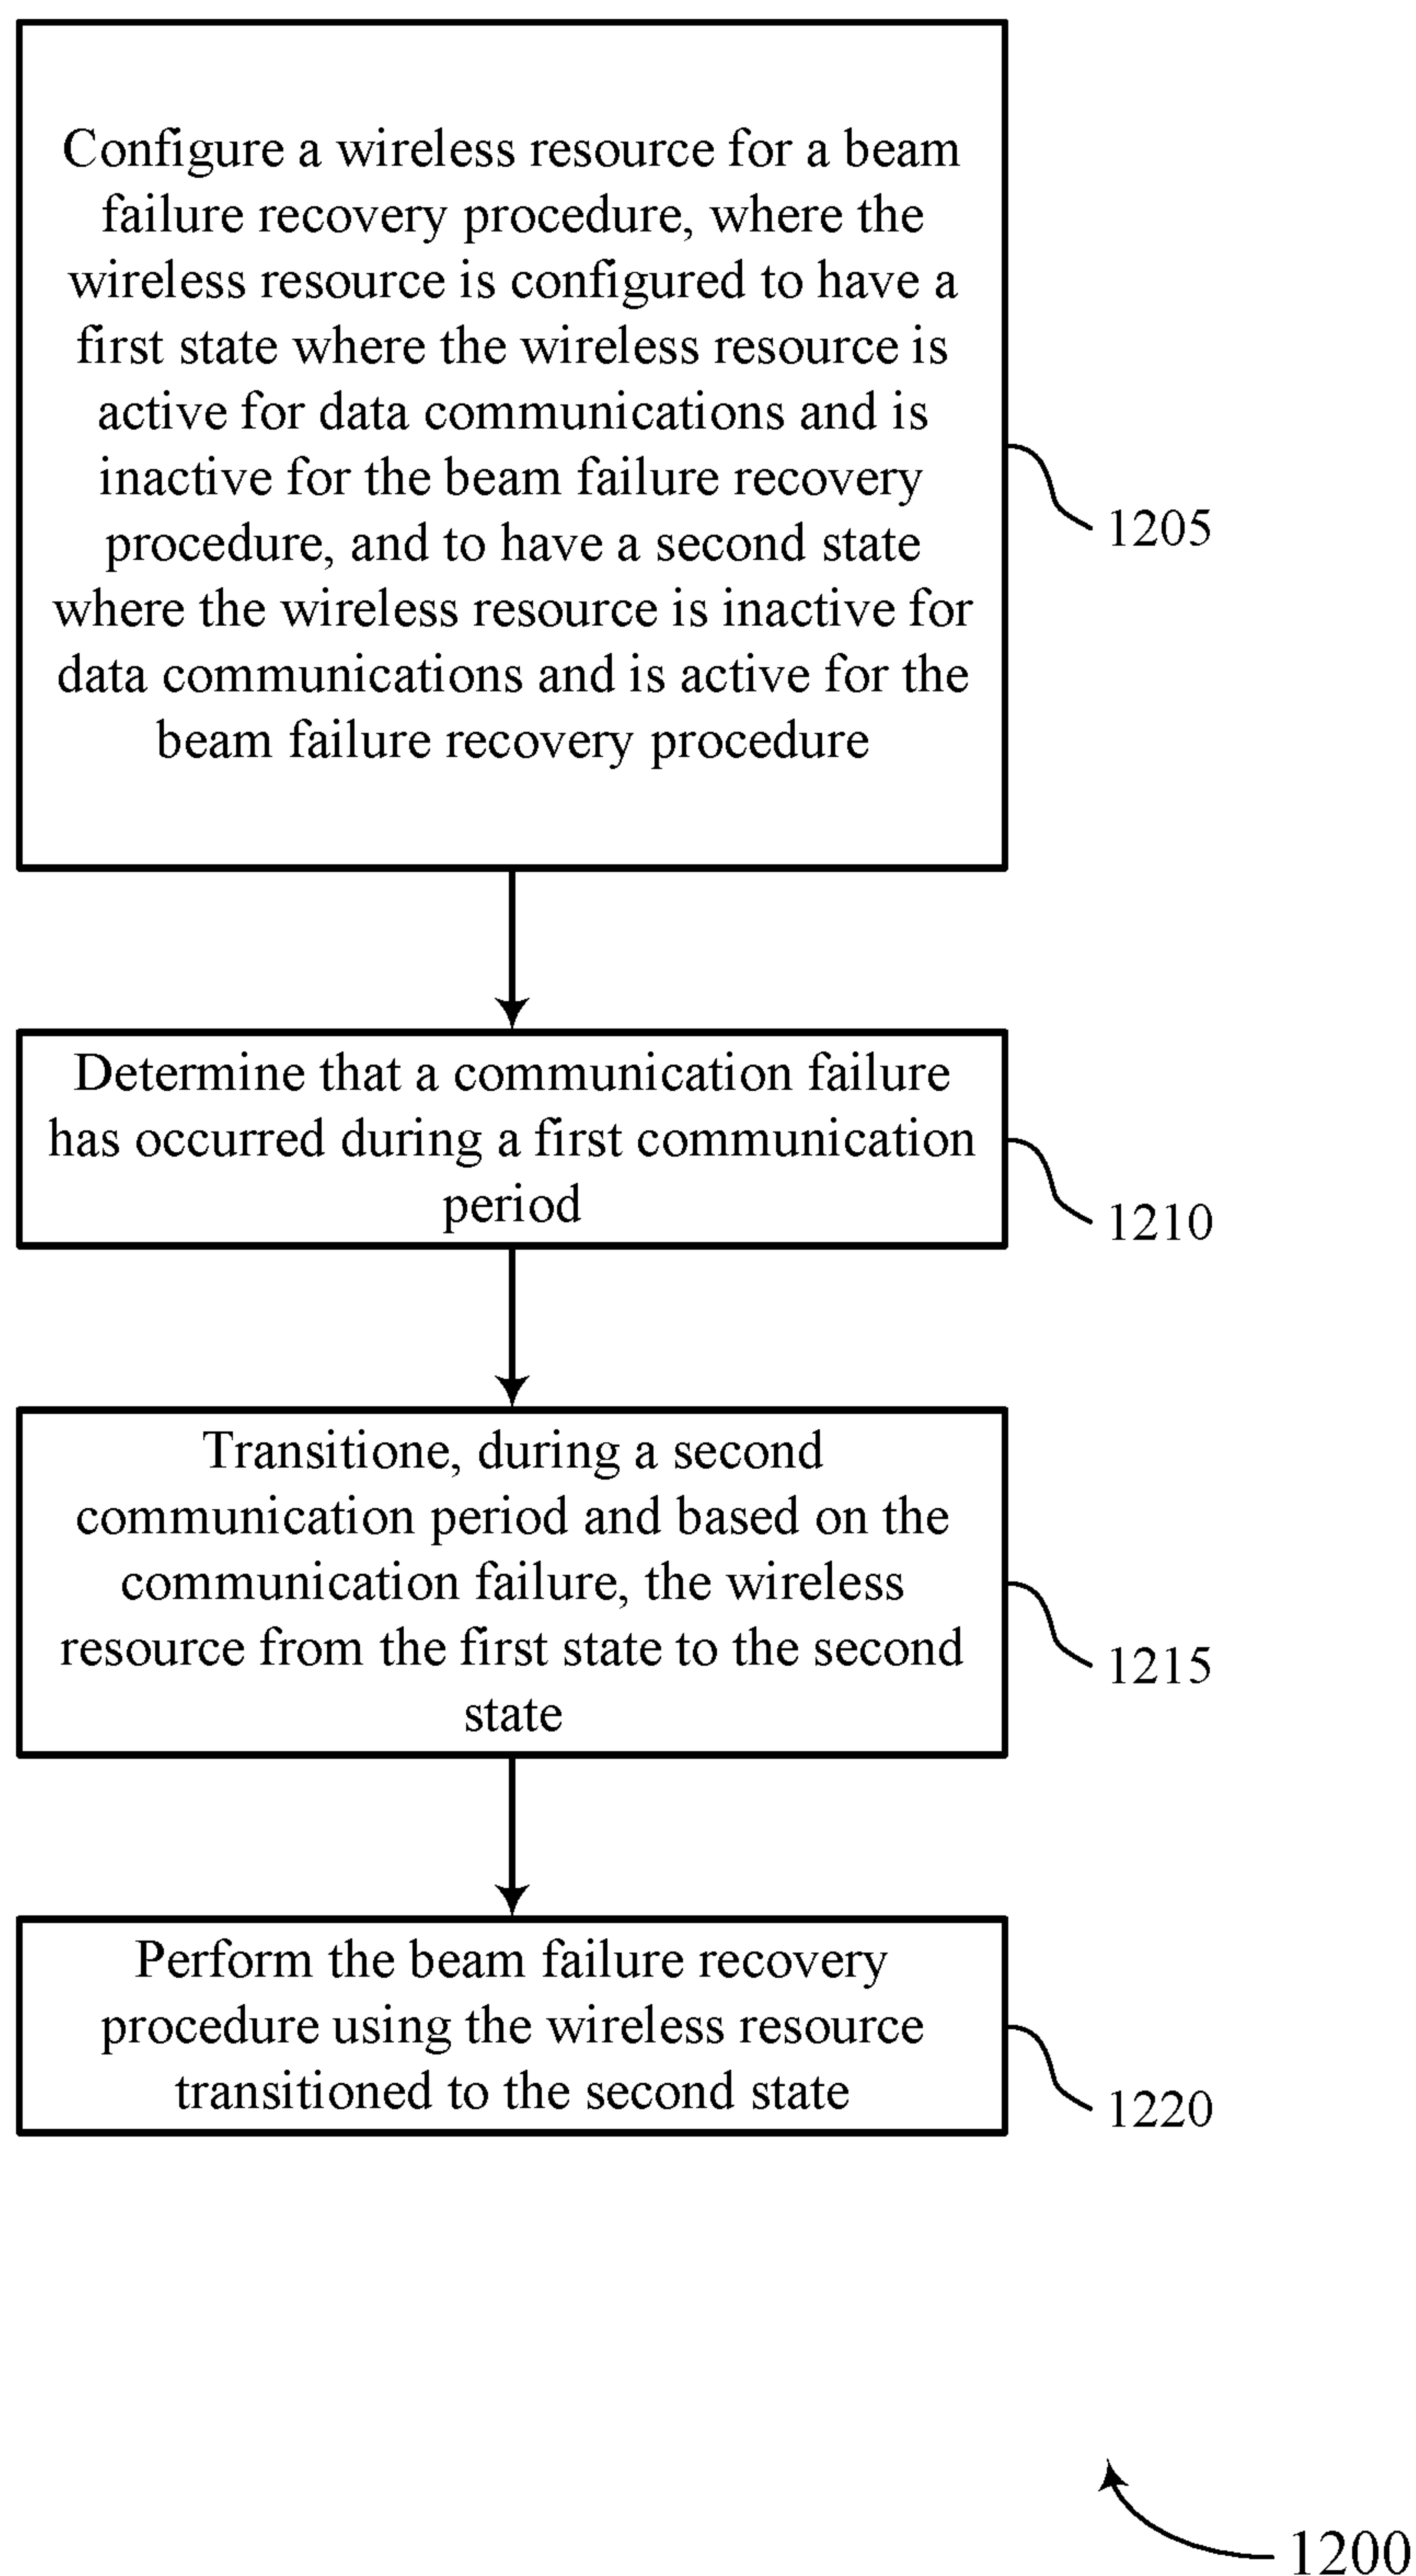 Configure a wireless resource for a beam
failure recovery procedure, where the
wireless resource is configured to have a
first state where the wireless resource is
active for data communications and is
inactive for the beam failure recovery
procedure, and to have a second state
where the wireless resource is inactive for
data communications and is active for the
beam failure recovery procedure
1205
Determine that a communication failure
has occurred during a first communication
period
1210
Transitione, during a second
communication period and based on the
communication failure, the wireless
resource from the first state to the second
state
1215
Perform the beam failure recovery
procedure using the wireless resource
transitioned to the second state
1220
1200